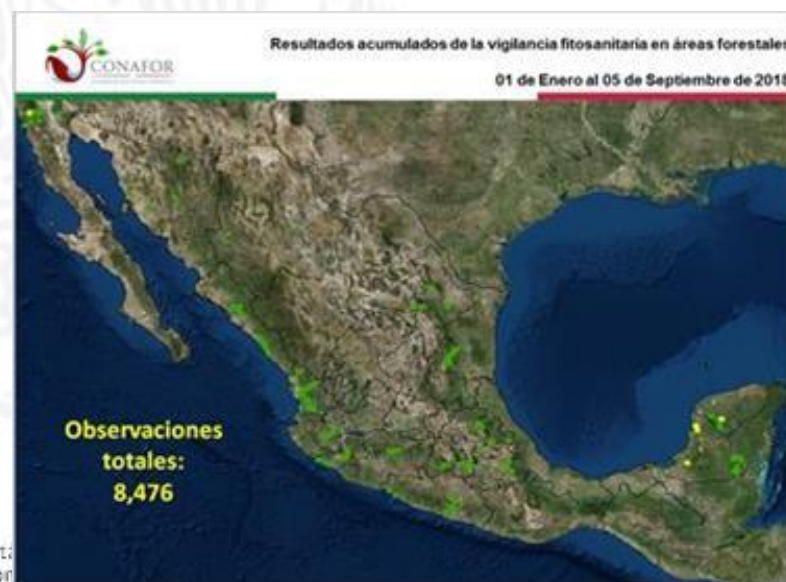 CONAFOR
Resultados acumulados de la vigilancia fitosanitaria en áreas forestales
01 de Enero al 05 de Septiembre de 2018
Observaciones
totales:
8,476